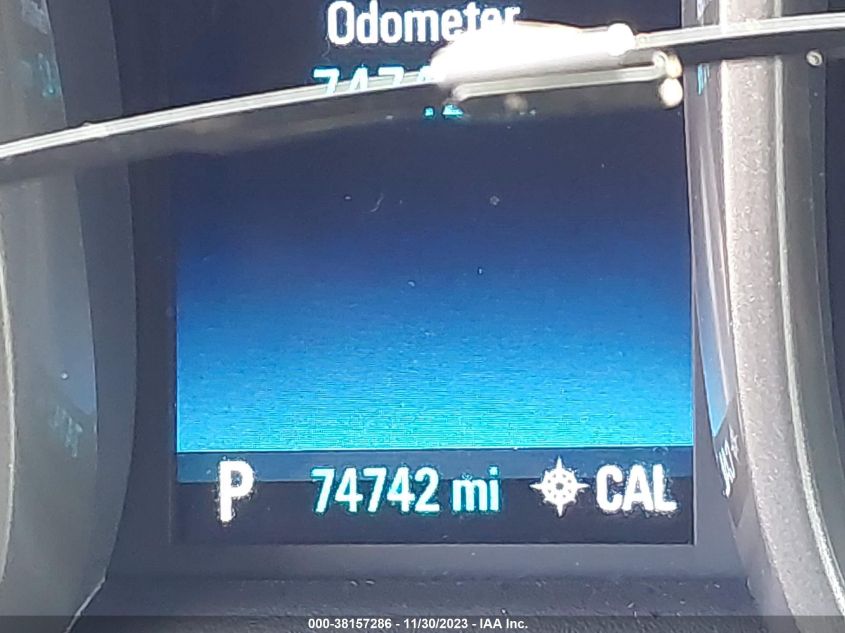 Odometer
P 74742 mi CAL
000-38157286 - 11/30/2023 - IAA Inc.